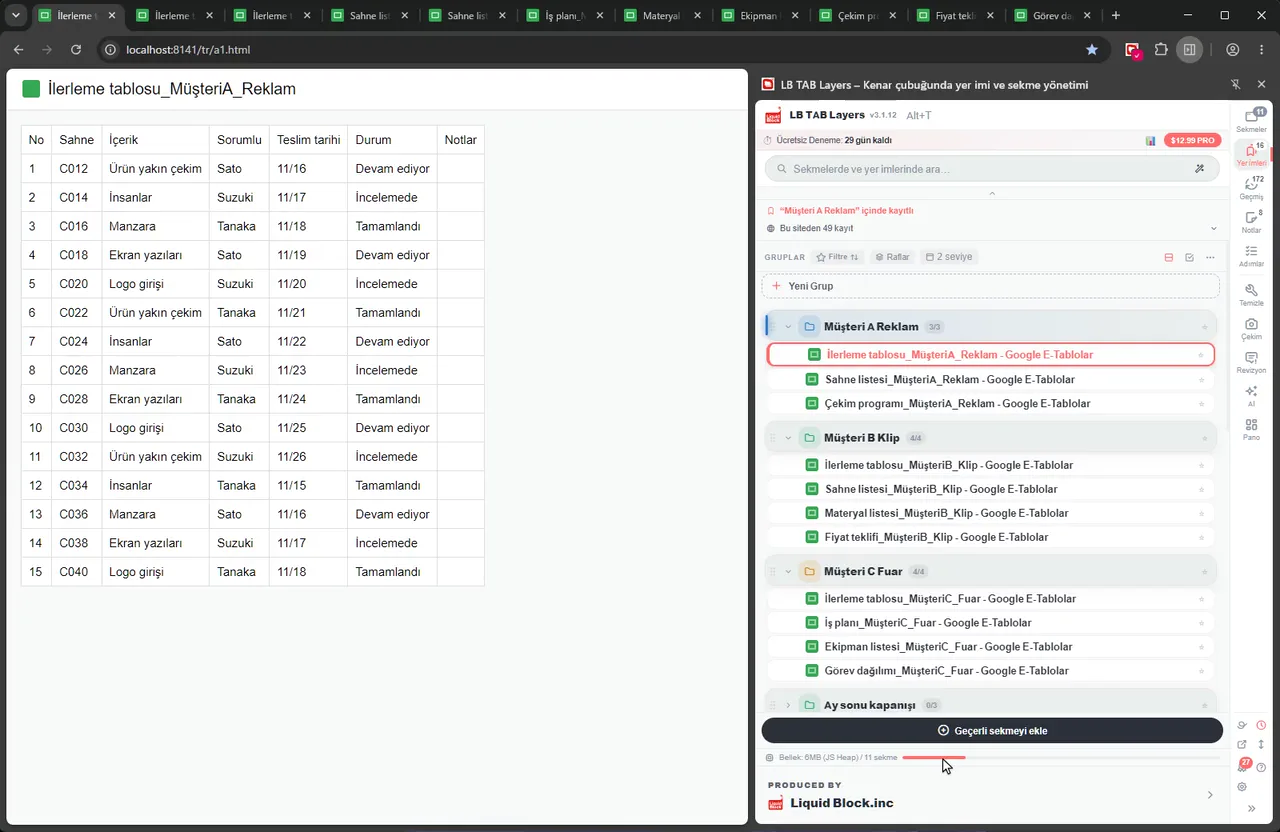 İlerleme t
İlerleme t
İlerleme t
Sahne list
Sahne list
İş planı_M
Materyal
Ekipman
Çekim pr
Fiyat tekl
Görev da
localhost:8141/tr/a1.html
İlerleme tablosu_MüşteriA_Reklam
No Sahne İçerik Sorumlu Teslim tarihi Durum Notlar
1 C012 Ürün yakın çekim Sato 11/16 Devam ediyor
2 C014 İnsanlar Suzuki 11/17 İncelemede
3 C016 Manzara Tanaka 11/18 Tamamlandı
4 C018 Ekran yazıları Sato 11/19 Devam ediyor
5 C020 Logo girişi Suzuki 11/20 İncelemede
6 C022 Ürün yakın çekim Tanaka 11/21 Tamamlandı
7 C024 İnsanlar Sato 11/22 Devam ediyor
8 C026 Manzara Suzuki 11/23 İncelemede
9 C028 Ekran yazıları Tanaka 11/24 Tamamlandı
10 C030 Logo girişi Sato 11/25 Devam ediyor
11 C032 Ürün yakın çekim Suzuki 11/26 İncelemede
12 C034 İnsanlar Tanaka 11/15 Tamamlandı
13 C036 Manzara Sato 11/16 Devam ediyor
14 C038 Ekran yazıları Suzuki 11/17 İncelemede
15 C040 Logo girişi Tanaka 11/18 Tamamlandı
LB TAB Layers – Kenar çubuğunda yer imi ve sekme yönetimi
LB TAB Layers v3.1.12 Alt+T
Ücretsiz Deneme: 29 gün kaldı
$12.99 PRO
Sekmelerde ve yer imlerinde ara…
“Müşteri A Reklam” içinde kayıtlı
Bu siteden 49 kayıt
GRUPLAR Filtre Raflar 2 seviye
Yeni Grup
Müşteri A Reklam 3/3
İlerleme tablosu_MüşteriA_Reklam - Google E-Tablolar
Sahne listesi_MüşteriA_Reklam - Google E-Tablolar
Çekim programı_MüşteriA_Reklam - Google E-Tablolar
Müşteri B Klip 4/4
İlerleme tablosu_MüşteriB_Klip - Google E-Tablolar
Sahne listesi_MüşteriB_Klip - Google E-Tablolar
Materyal listesi_MüşteriB_Klip - Google E-Tablolar
Fiyat teklifi_MüşteriB_Klip - Google E-Tablolar
Müşteri C Fuar 4/4
İlerleme tablosu_MüşteriC_Fuar - Google E-Tablolar
İş planı_MüşteriC_Fuar - Google E-Tablolar
Ekipman listesi_MüşteriC_Fuar - Google E-Tablolar
Görev dağılımı_MüşteriC_Fuar - Google E-Tablolar
Ay sonu kapanışı 0/3
Geçerli sekmeyi ekle
Bellek: 6MB (JS Heap) / 11 sekme
PRODUCED BY
Liquid Block.inc
11
Sekmeler
16
Yer imleri
172
Geçmiş
8
Notlar
Adımlar
Temizle
Çekim
Revizyon
AI
Pano
27